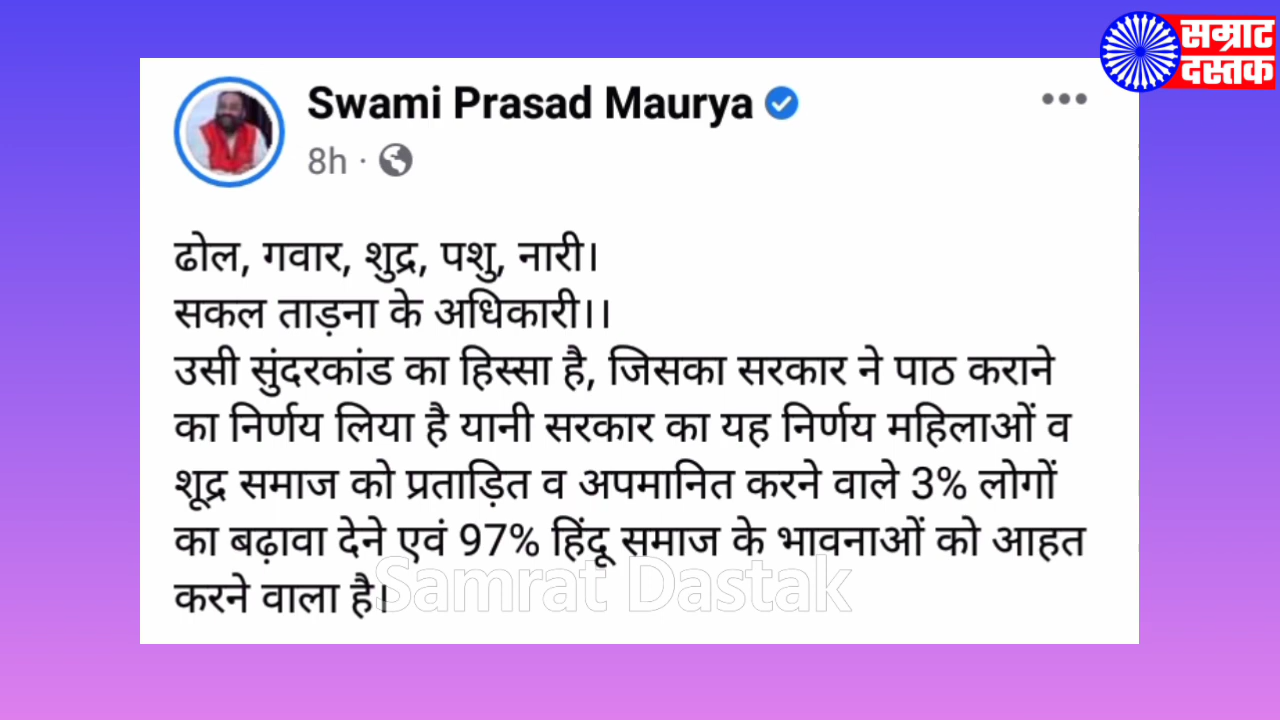 सम्राट
दस्तक
Swami Prasad Maurya
8h ·
ढोल, गवार, शुद्र, पशु, नारी।
सकल ताड़ना के अधिकारी।।
उसी सुंदरकांड का हिस्सा है, जिसका सरकार ने पाठ कराने
का निर्णय लिया है यानी सरकार का यह निर्णय महिलाओं व
शूद्र समाज को प्रताड़ित व अपमानित करने वाले 3% लोगों
का बढ़ावा देने एवं 97% हिंदू समाज के भावनाओं को आहत
करने वाला है।
Samrat Dastak